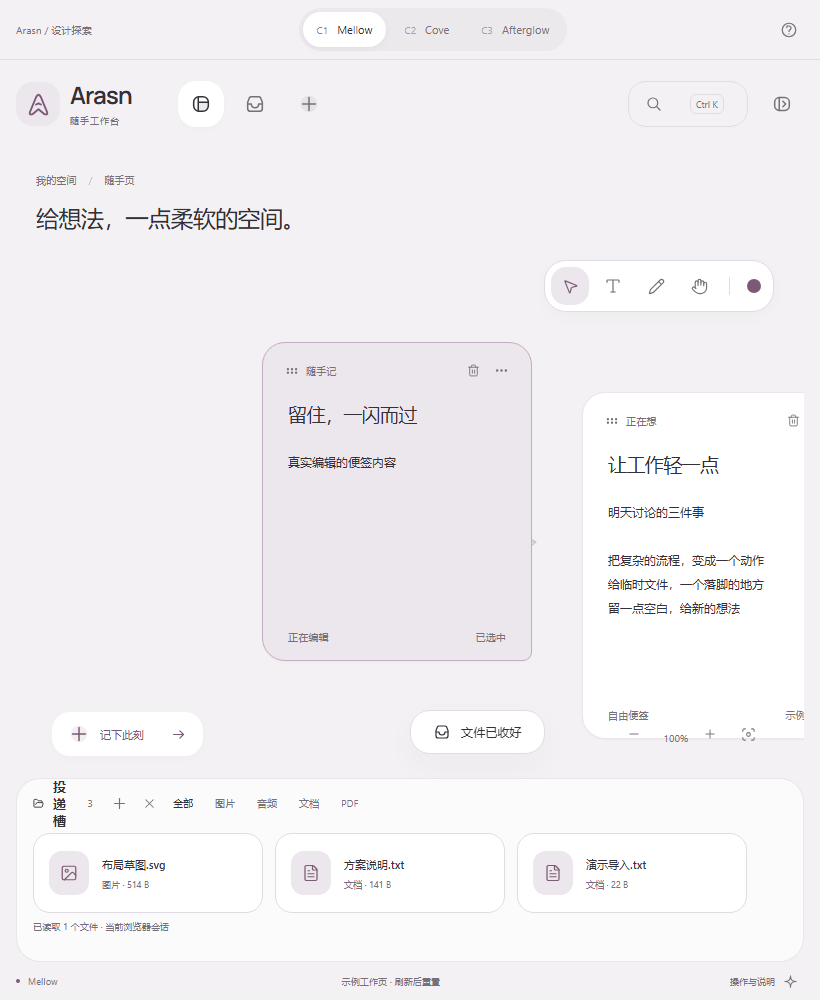 Arasn / 设计探索
C1 Mellow
C2 Cove
C3 Afterglow
Arasn
随手工作台
Ctrl K
我的空间 / 随手页
给想法，一点柔软的空间。
随手记
留住，一闪而过
真实编辑的便签内容
正在编辑
已选中
正在想
让工作轻一点
明天讨论的三件事
把复杂的流程，变成一个动作
给临时文件，一个落脚的地方
留一点空白，给新的想法
自由便签
示例
100%
记下此刻
文件已收好
投递槽
3
全部
图片
音频
文档
PDF
布局草图.svg
图片 · 514 B
方案说明.txt
文档 · 141 B
演示导入.txt
文档 · 22 B
已读取 1 个文件 · 当前浏览器会话
Mellow
示例工作页 · 刷新后重置
操作与说明